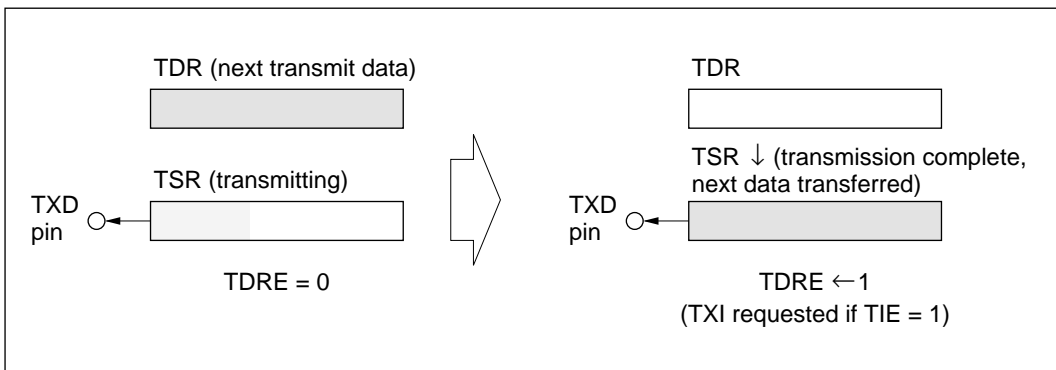 TDR (next transmit data)
TSR (transmitting)
TXD
pin
TDRE = 0
TDR
TSR ↓ (transmission complete,
next data transferred)
TXD
pin
TDRE ←1
(TXI requested if TIE = 1)